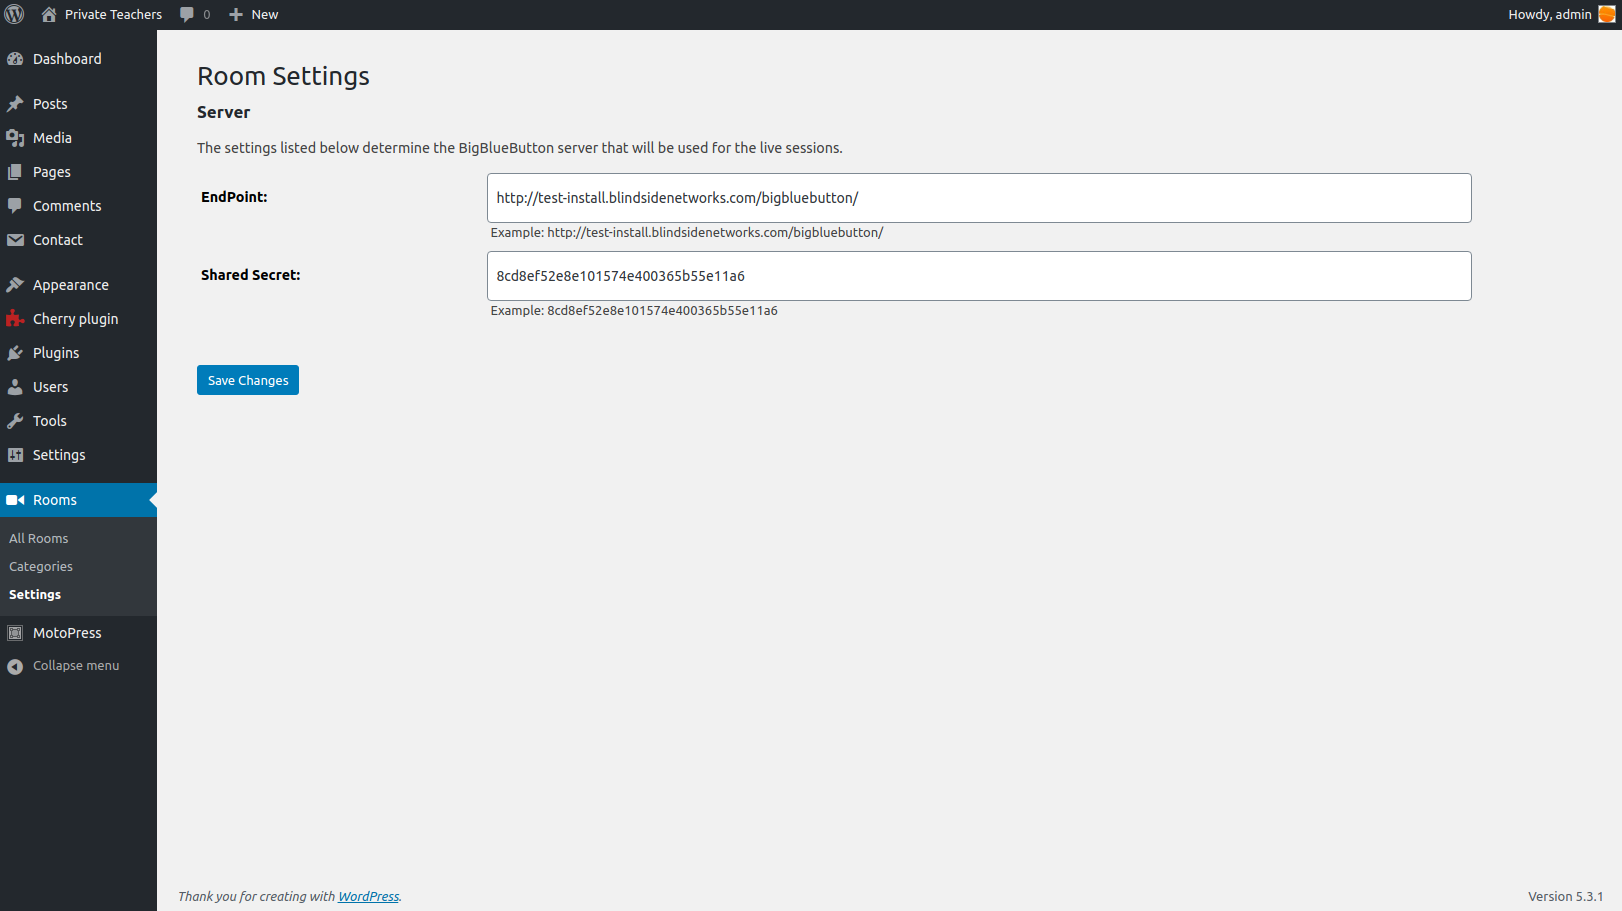 Private Teachers 0 New Howdy, admin
Dashboard
Posts
Media
Pages
Comments
Contact
Appearance
Cherry plugin
Plugins
Users
Tools
Settings
Rooms
All Rooms
Categories
Settings
MotoPress
Collapse menu
Room Settings
Server
The settings listed below determine the BigBlueButton server that will be used for the live sessions.
EndPoint: http://test-install.blindsidenetworks.com/bigbluebutton/
Example: http://test-install.blindsidenetworks.com/bigbluebutton/
Shared Secret: 8cd8ef52e8e101574e400365b55e11a6
Example: 8cd8ef52e8e101574e400365b55e11a6
Save Changes
Thank you for creating with WordPress. Version 5.3.1